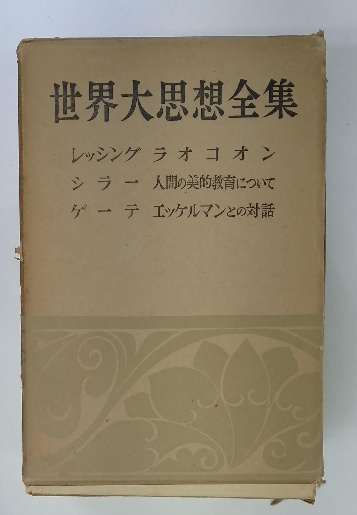 世界大思想全集
レッシング ラオコオン
シラー 人間の美的教育について
ゲーテ エッケルマンとの対話